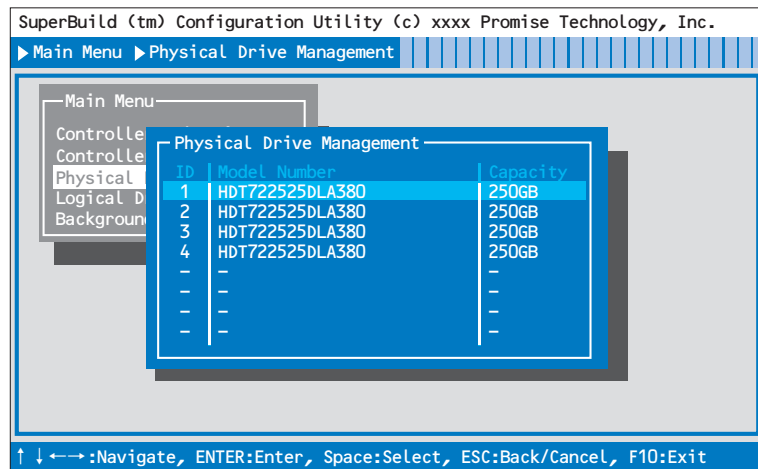 SuperBuild (tm) Configuration Utility (c) xxxx Promise Technology, Inc.
▶Main Menu ▶Physical Drive Management
Main Menu
Controlle
Controlle
Physical
Logical D
Backgroun
Physical Drive Management
ID Model Number Capacity
1 HDT722525DLA380 250GB
2 HDT722525DLA380 250GB
3 HDT722525DLA380 250GB
4 HDT722525DLA380 250GB
– – –
– – –
– – –
– – –
↑ ↓ ←→:Navigate, ENTER:Enter, Space:Select, ESC:Back/Cancel, F10:Exit